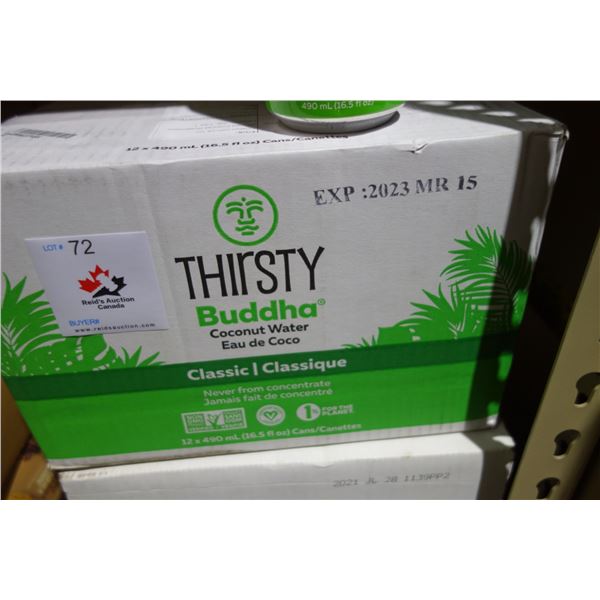 490 mL (16.5 fl oz)
12 x 490 mL (16.5 fl oz) Cans/Canettes
EXP :2023 MR 15
LOT # 72
Reid's Auction
Canada
BUYER#
www.reidsauction.com
THIRSTY
Buddha®
Coconut Water
Eau de Coco
Classic | Classique
Never from concentrate
Jamais fait de concentré
1% FOR THE
PLANET
12 x 490 mL (16.5 fl oz) Cans/Canettes
2021 JL 28 1139PP2